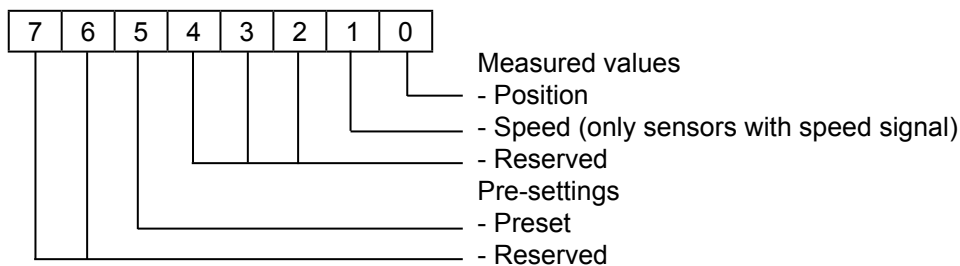 7 6 5 4 3 2 1 0
Measured values
- Position
- Speed (only sensors with speed signal)
- Reserved
Pre-settings
- Preset
- Reserved